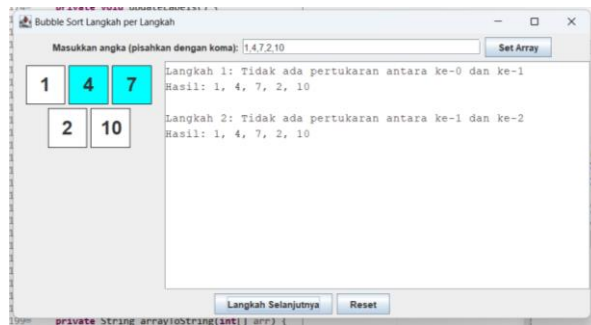 private void updateLabels() {
Bubble Sort Langkah per Langkah
Masukkan angka (pisahkan dengan koma): 1,4,7,2,10 Set Array
1 4 7
2 10
Langkah 1: Tidak ada pertukaran antara ke-0 dan ke-1
Hasil: 1, 4, 7, 2, 10
Langkah 2: Tidak ada pertukaran antara ke-1 dan ke-2
Hasil: 1, 4, 7, 2, 10
Langkah Selanjutnya Reset
199 private String arrayToString(int[] arr) {